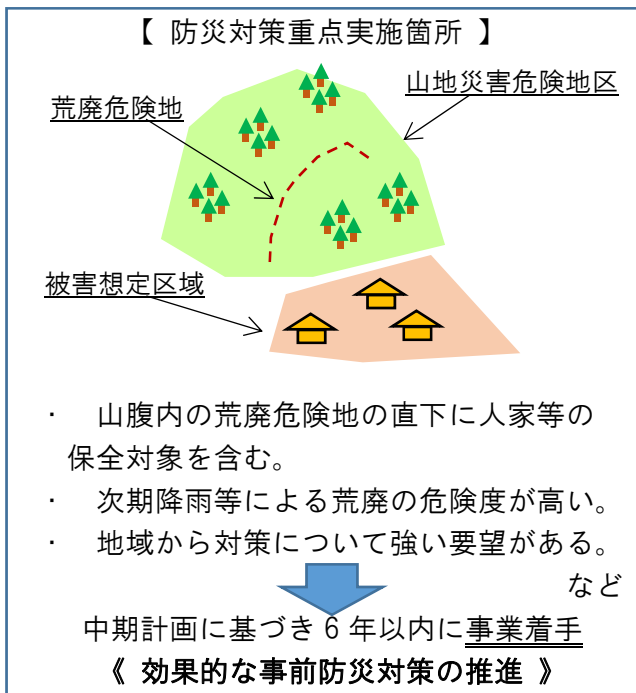 【 防災対策重点実施箇所 】
山地災害危険地区
荒廃危険地
被害想定区域
・ 山腹内の荒廃危険地の直下に人家等の
保全対象を含む。
・ 次期降雨等による荒廃の危険度が高い。
・ 地域から対策について強い要望がある。
など
中期計画に基づき6年以内に事業着手
《 効果的な事前防災対策の推進 》